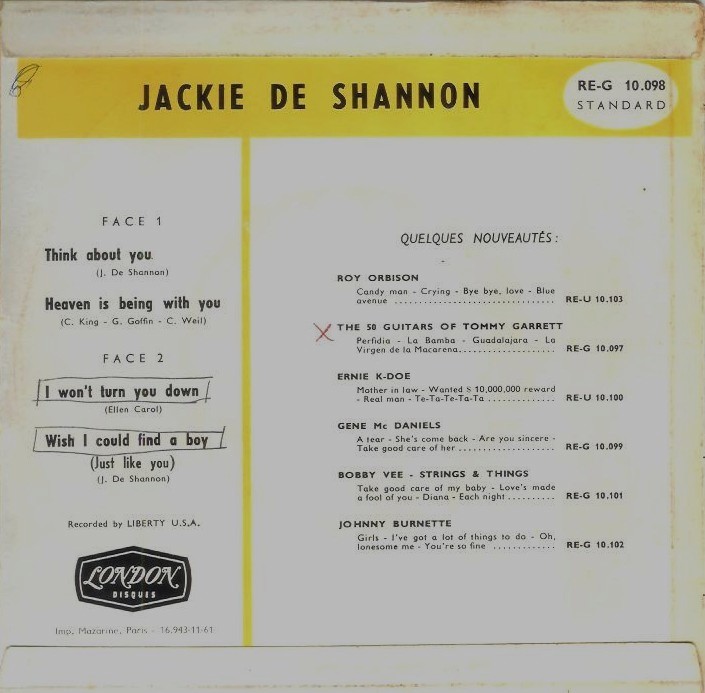 JACKIE DE SHANNON
RE-G 10.098
STANDARD
FACE 1
Think about you
(J. De Shannon)
Heaven is being with you
(C. King - G. Goffin - C. Weil)
FACE 2
I won't turn you down
(Ellen Carol)
Wish I could find a boy
(Just like you)
(J. De Shannon)
Recorded by LIBERTY U.S.A.
LONDON
DISQUES
Imp. Mazarine, Paris - 16.943-11-61
QUELQUES NOUVEAUTÉS :
ROY ORBISON
Candy man - Crying - Bye bye, love - Blue
avenue .............................. RE-U 10.103
THE 50 GUITARS OF TOMMY GARRETT
Perfidia - La Bamba - Guadalajara - La
Virgen de la Macarena................... RE-G 10.097
ERNIE K-DOE
Mother in law - Wanted $ 10,000,000 reward
- Real man - Te-Ta-Te-Ta-Ta .............. RE-U 10.100
GENE Mc DANIELS
A tear - She's come back - Are you sincere -
Take good care of her .................... RE-G 10.099
BOBBY VEE - STRINGS & THINGS
Take good care of my baby - Love's made
a fool of you - Diana - Each night .......... RE-G 10.101
JOHNNY BURNETTE
Girls - I've got a lot of things to do - Oh,
lonesome me - You're so fine ............. RE-G 10.102